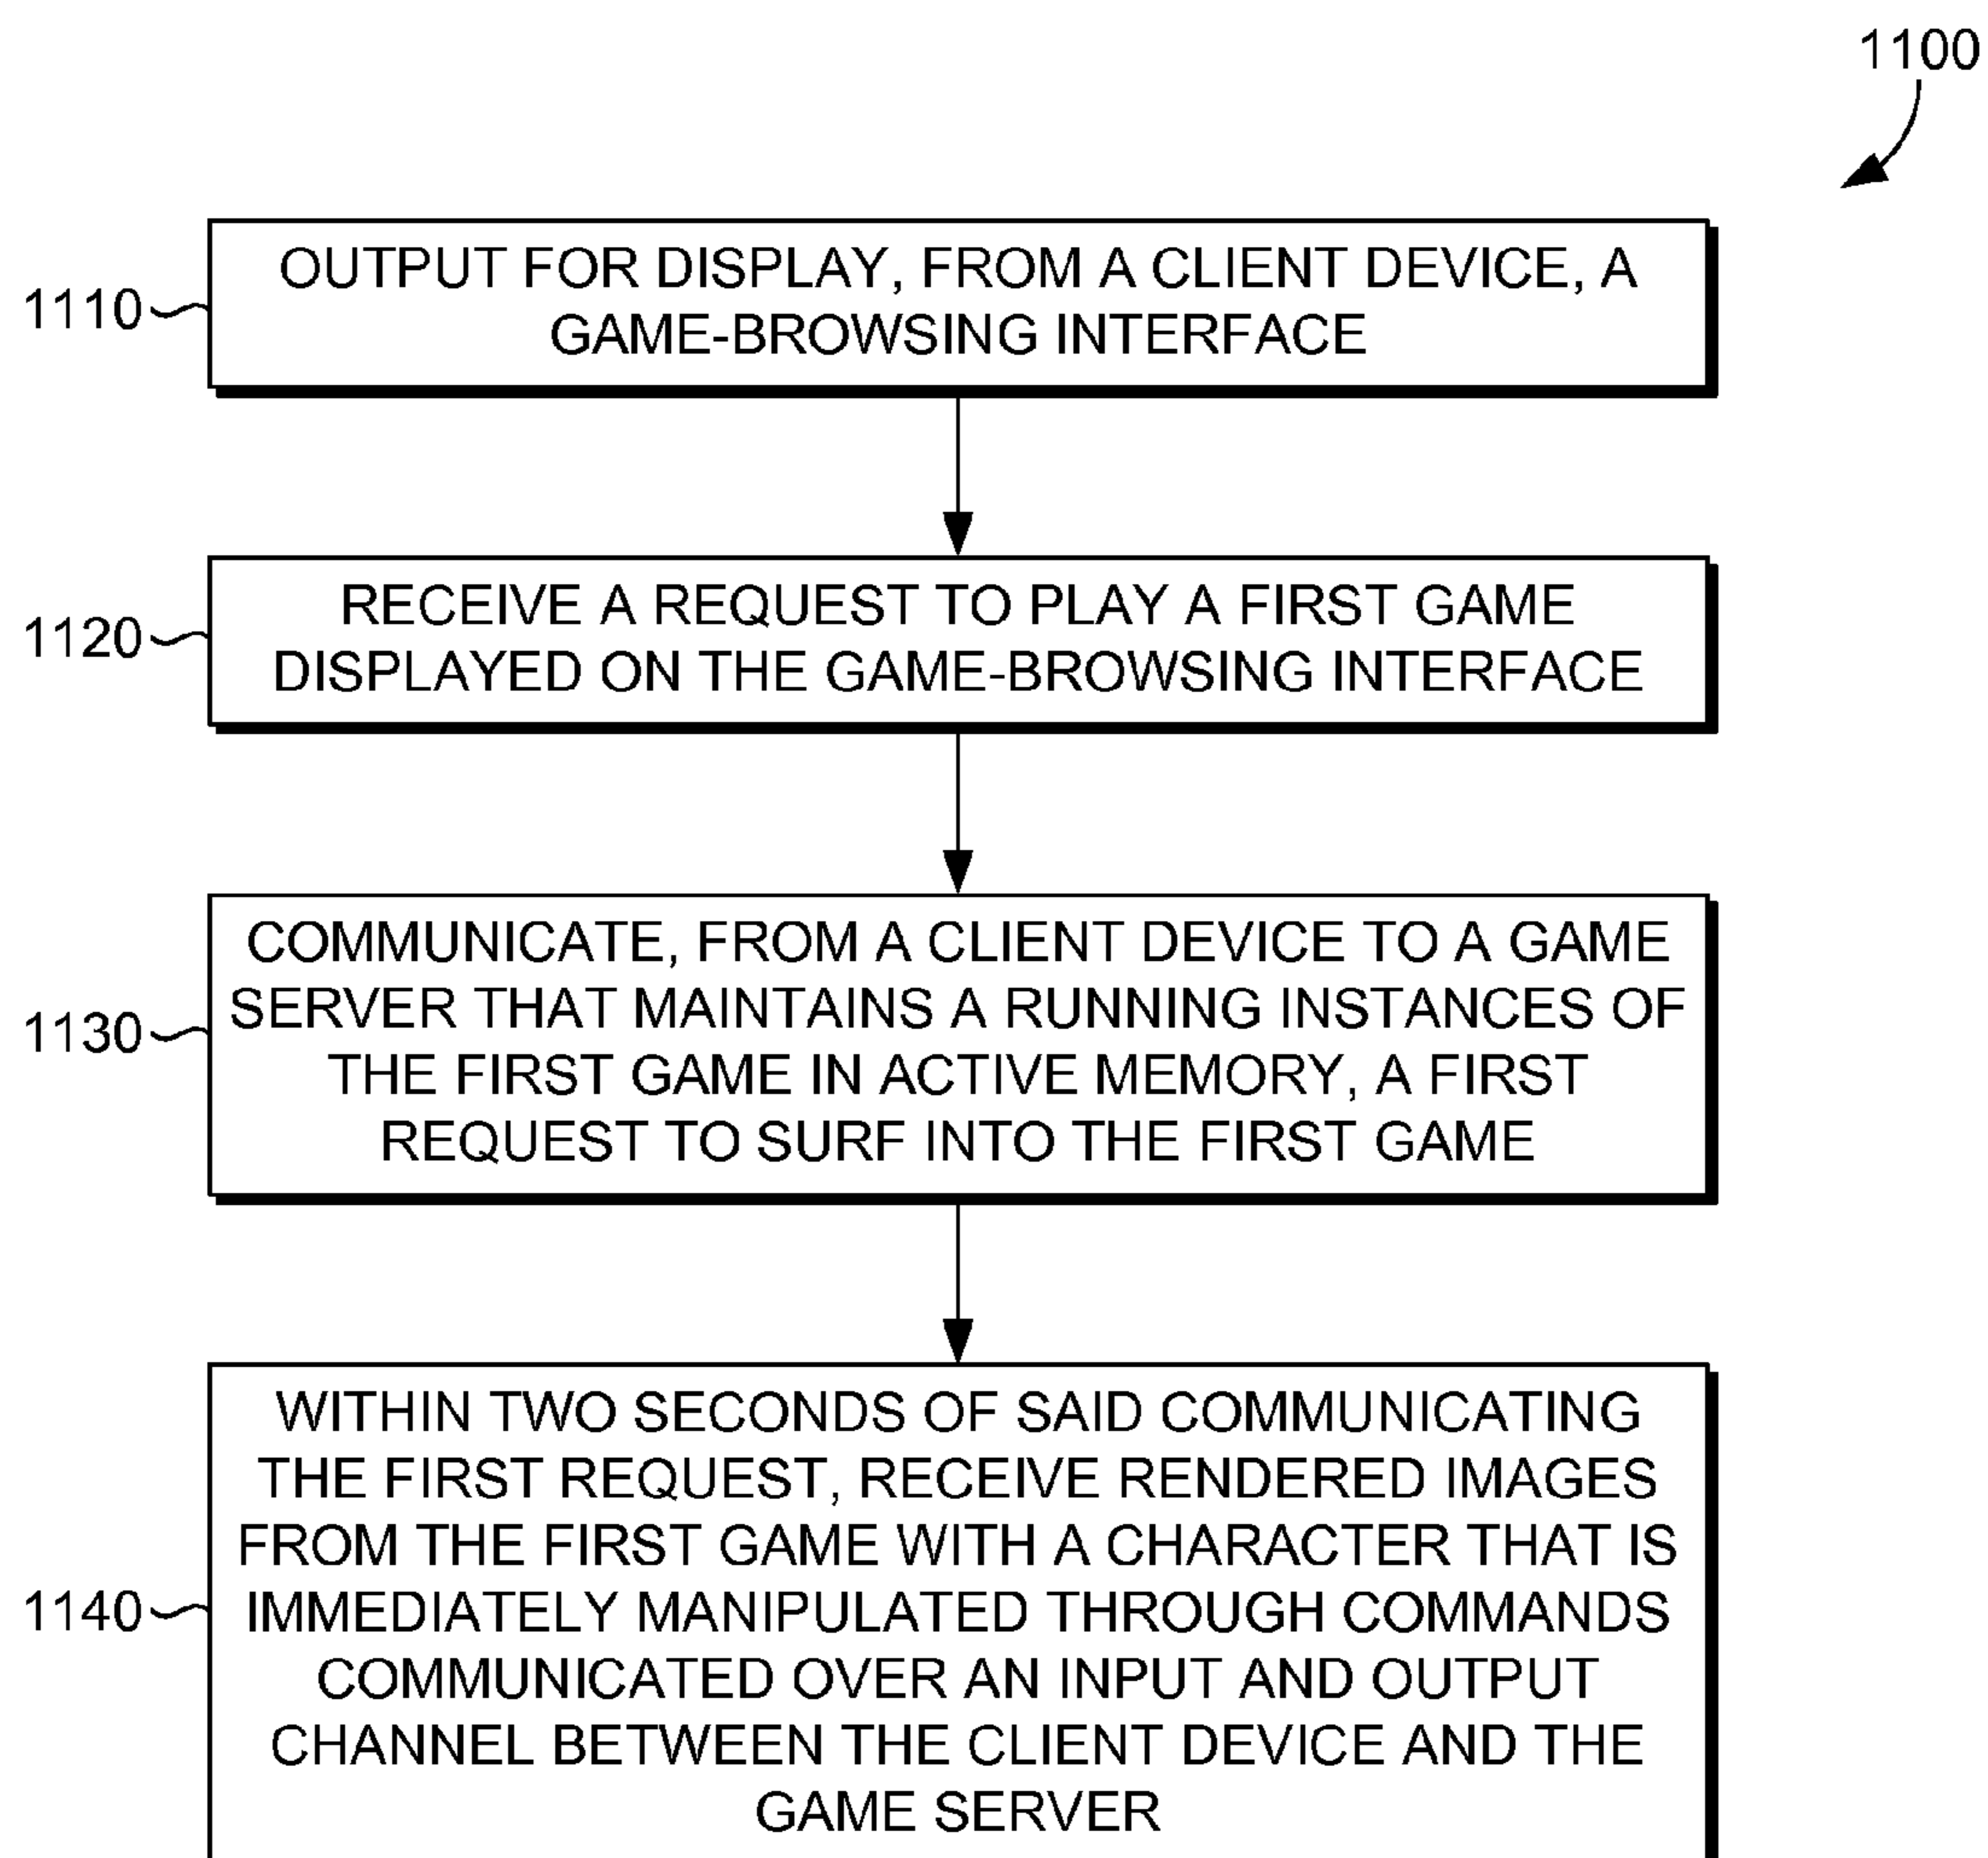 1100
1110
OUTPUT FOR DISPLAY, FROM A CLIENT DEVICE, A
GAME-BROWSING INTERFACE
1120
RECEIVE A REQUEST TO PLAY A FIRST GAME
DISPLAYED ON THE GAME-BROWSING INTERFACE
1130
COMMUNICATE, FROM A CLIENT DEVICE TO A GAME
SERVER THAT MAINTAINS A RUNNING INSTANCES OF
THE FIRST GAME IN ACTIVE MEMORY, A FIRST
REQUEST TO SURF INTO THE FIRST GAME
1140
WITHIN TWO SECONDS OF SAID COMMUNICATING
THE FIRST REQUEST, RECEIVE RENDERED IMAGES
FROM THE FIRST GAME WITH A CHARACTER THAT IS
IMMEDIATELY MANIPULATED THROUGH COMMANDS
COMMUNICATED OVER AN INPUT AND OUTPUT
CHANNEL BETWEEN THE CLIENT DEVICE AND THE
GAME SERVER